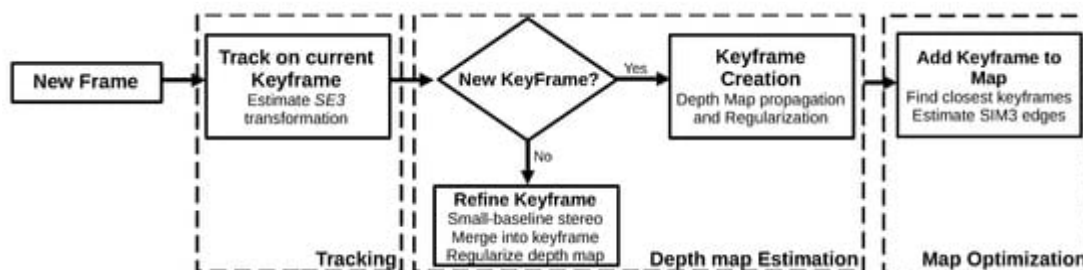 New Frame
Track on current
Keyframe
Estimate SE3
transformation
Tracking
New KeyFrame?
Yes
No
Keyframe
Creation
Depth Map propagation
and Regularization
Refine Keyframe
Small-baseline stereo
Merge into keyframe
Regularize depth map
Depth map Estimation
Add Keyframe to
Map
Find closest keyframes
Estimate SIM3 edges
Map Optimization